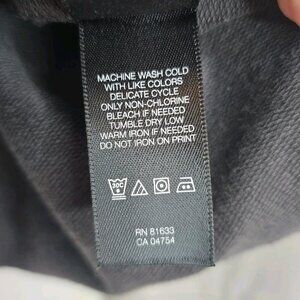 MACHINE WASH COLD
WITH LIKE COLORS
DELICATE CYCLE
ONLY NON-CHLORINE
BLEACH IF NEEDED
TUMBLE DRY LOW
WARM IRON IF NEEDED
DO NOT IRON ON PRINT
30C
RN 81633
CA 04754